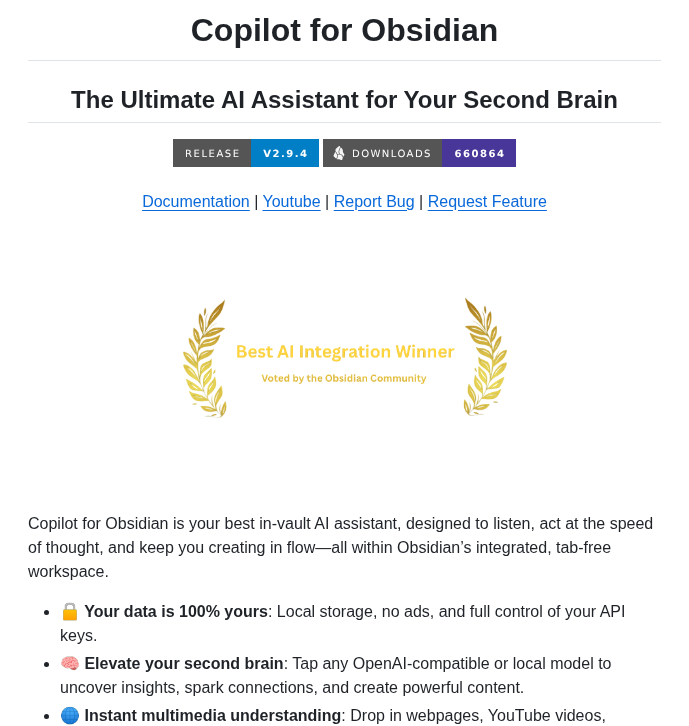 Copilot for Obsidian
The Ultimate AI Assistant for Your Second Brain
RELEASE V2.9.4 DOWNLOADS 660864
Documentation | Youtube | Report Bug | Request Feature
Best AI Integration Winner
Voted by the Obsidian Community
Copilot for Obsidian is your best in-vault AI assistant, designed to listen, act at the speed
of thought, and keep you creating in flow—all within Obsidian’s integrated, tab-free
workspace.
🔒 Your data is 100% yours: Local storage, no ads, and full control of your API
keys.
🧠 Elevate your second brain: Tap any OpenAI-compatible or local model to
uncover insights, spark connections, and create powerful content.
🌐 Instant multimedia understanding: Drop in webpages, YouTube videos,